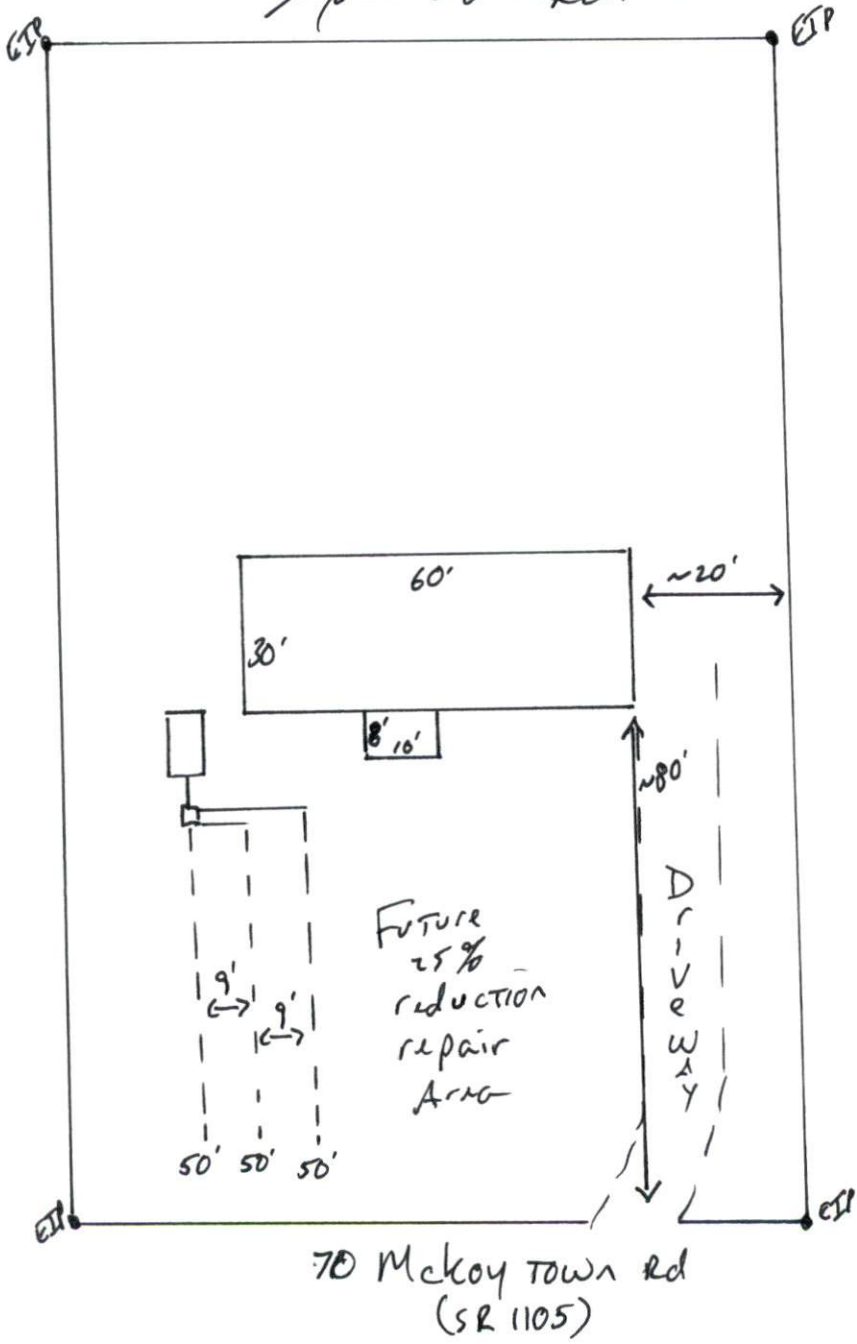 EIP
EIP
60'
~20'
30'
8' 10'
~80'
Driveway
Future
25%
reduction
repair
Area
9'
9'
50' 50' 50'
EIP
EIP
70 McKoy Town Rd
(SR 1105)